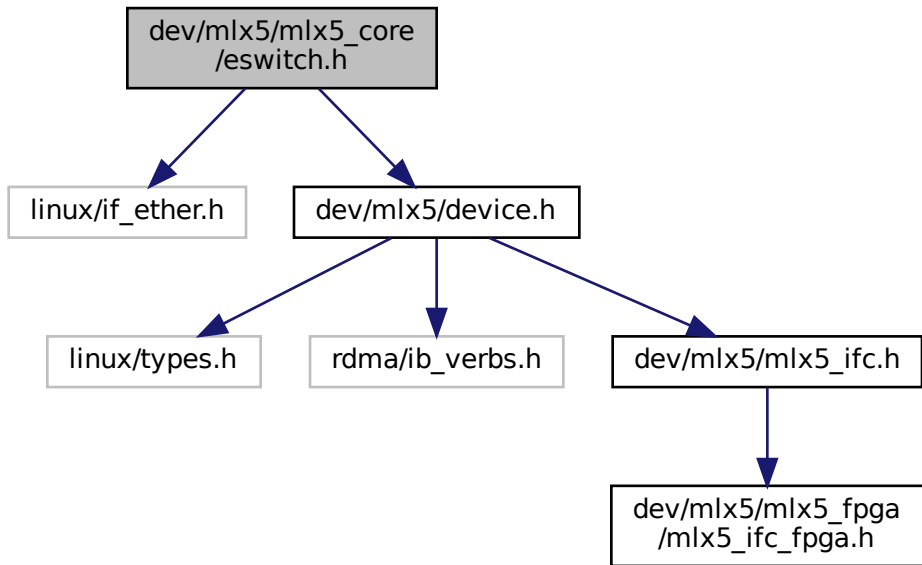 dev/mlx5/mlx5_core
/eswitch.h
linux/if_ether.h
dev/mlx5/device.h
linux/types.h
rdma/ib_verbs.h
dev/mlx5/mlx5_ifc.h
dev/mlx5/mlx5_fpga
/mlx5_ifc_fpga.h